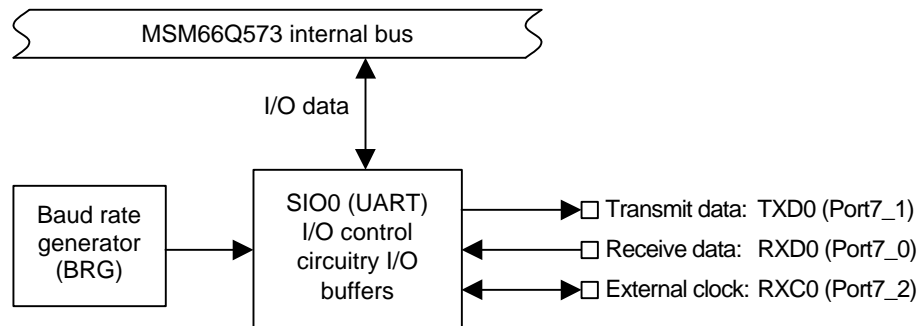 MSM66Q573 internal bus
I/O data
Baud rate
generator
(BRG)
SIO0 (UART)
I/O control
circuitry I/O
buffers
Transmit data: TXD0 (Port7_1)
Receive data: RXD0 (Port7_0)
External clock: RXC0 (Port7_2)